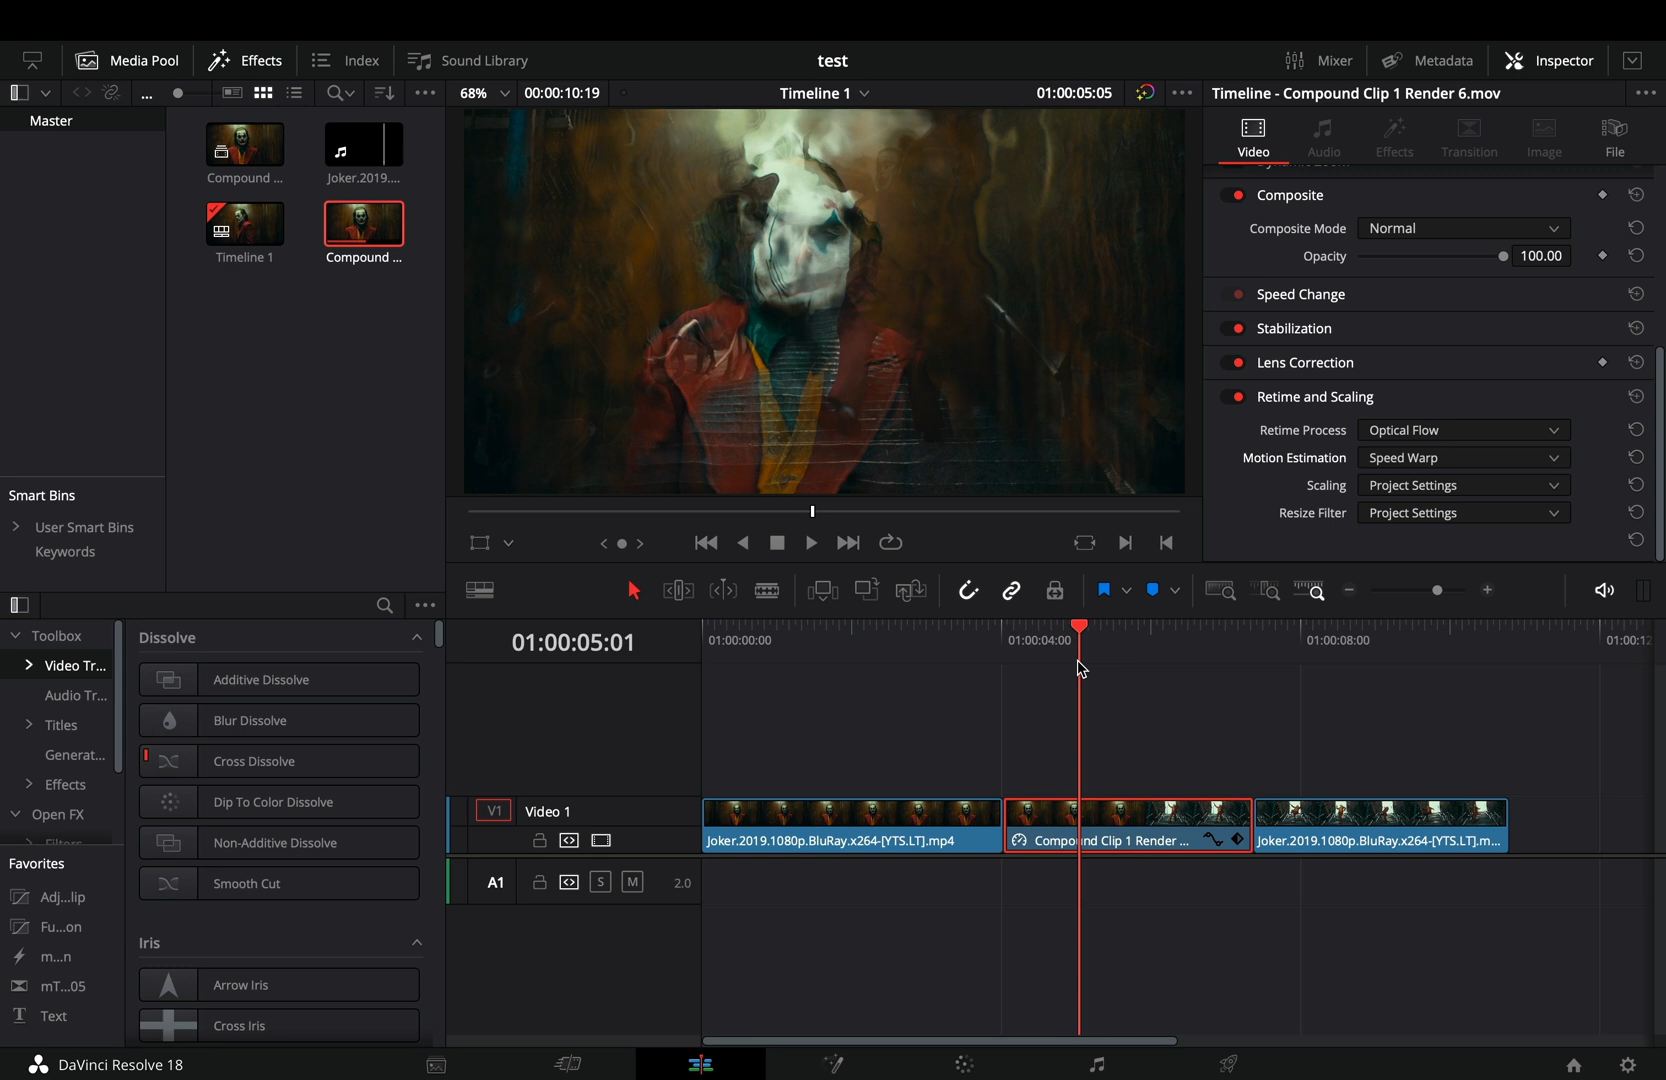 Media Pool Effects Index Sound Library test Mixer Metadata Inspector
... 68% 00:00:10:19 Timeline 1 01:00:05:05 Timeline - Compound Clip 1 Render 6.mov
Master
Compound ...
Joker.2019....
Timeline 1
Compound ...
Video Audio Effects Transition Image File
Composite
Composite Mode Normal
Opacity 100.00
Speed Change
Stabilization
Lens Correction
Retime and Scaling
Retime Process Optical Flow
Motion Estimation Speed Warp
Scaling Project Settings
Resize Filter Project Settings
Smart Bins
User Smart Bins
Keywords
Toolbox
Video Tr...
Audio Tr...
Titles
Generat...
Effects
Open FX
Filters
Favorites
Adj...lip
Fu...on
m...n
mT...05
Text
Dissolve
Additive Dissolve
Blur Dissolve
Cross Dissolve
Dip To Color Dissolve
Non-Additive Dissolve
Smooth Cut
Iris
Arrow Iris
Cross Iris
01:00:05:01
01:00:00:00 01:00:04:00 01:00:08:00 01:00:12
V1 Video 1
Joker.2019.1080p.BluRay.x264-[YTS.LT].mp4
Compound Clip 1 Render ...
Joker.2019.1080p.BluRay.x264-[YTS.LT].m...
A1 S M 2.0
DaVinci Resolve 18